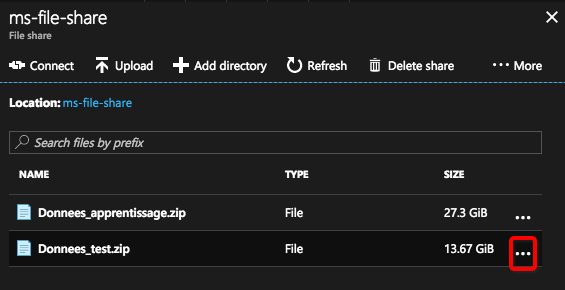 ms-file-share
File share
Connect Upload Add directory Refresh Delete share More
Location: ms-file-share
Search files by prefix
NAME TYPE SIZE
Donnees_apprentissage.zip File 27.3 GiB
Donnees_test.zip File 13.67 GiB